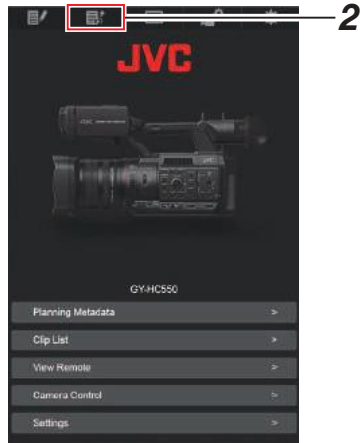 2
JVC
GY-HC550
Planning Metadata >
Clip List >
View Remote >
Camera Control >
Settings >